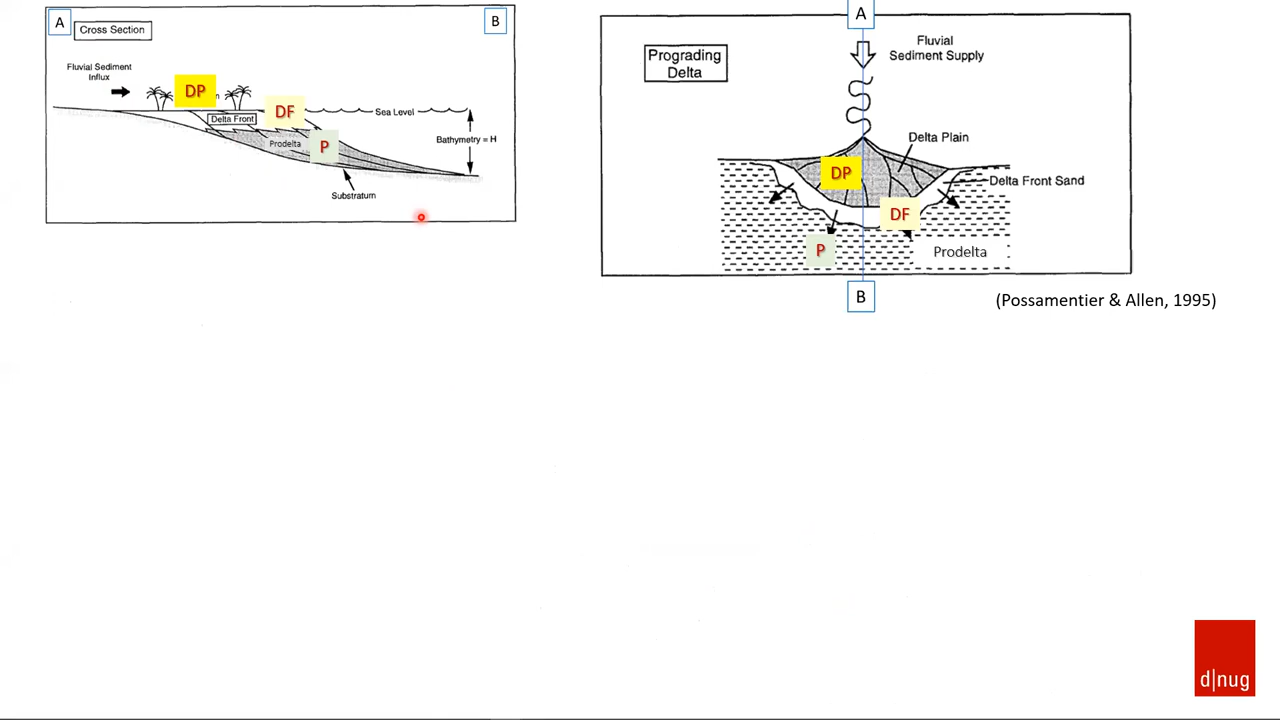 A
Cross Section
B
Fluvial Sediment
Influx
DP
n
DF
Delta Front
Sea Level
Prodelta
P
Bathymetry = H
Substratum
A
Prograding
Delta
Fluvial
Sediment Supply
Delta Plain
DP
Delta Front Sand
DF
P
Prodelta
B
(Possamentier & Allen, 1995)
d|nug